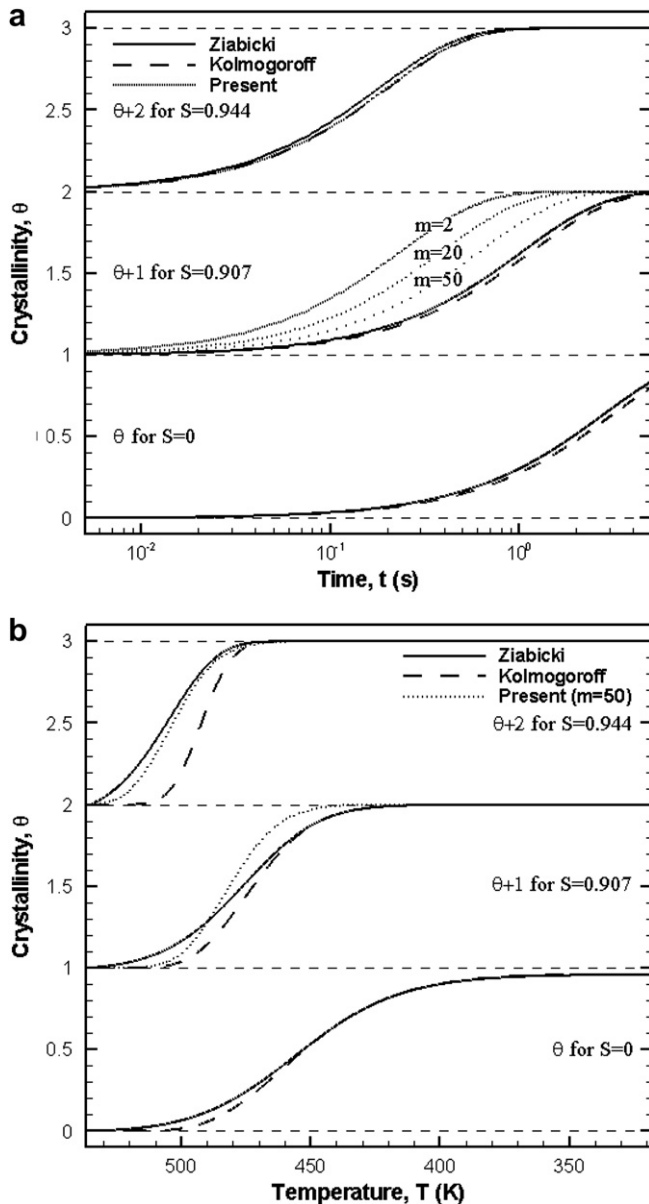 a
3
Ziabicki
Kolmogoroff
Present
2.5
θ+2 for S=0.944
2
m=2
m=20
1.5
θ+1 for S=0.907
m=50
1
0.5
θ for S=0
0
Crystallinity, θ
10⁻² 10⁻¹ 10⁰
Time, t (s)
b
3
Ziabicki
Kolmogoroff
Present (m=50)
2.5
θ+2 for S=0.944
2
1.5
θ+1 for S=0.907
1
0.5
θ for S=0
0
Crystallinity, θ
500 450 400 350
Temperature, T (K)